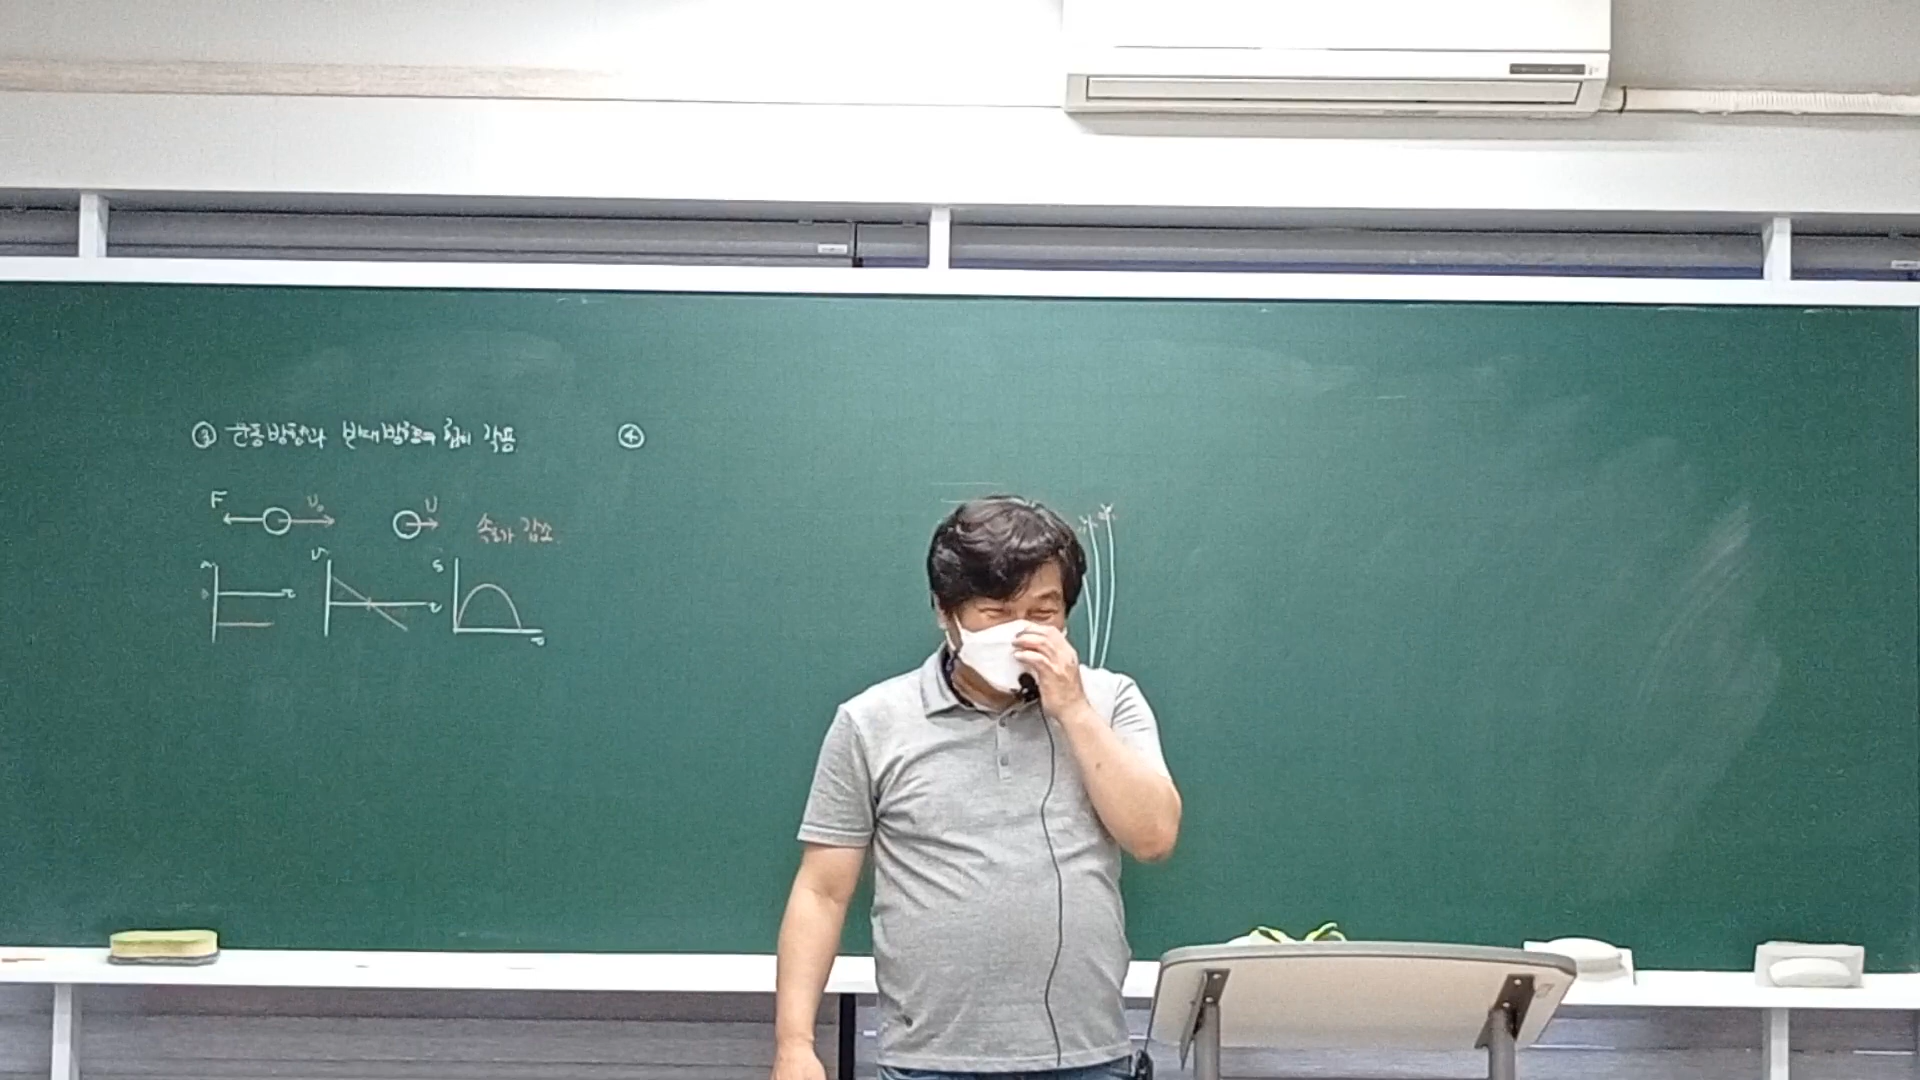 ③ 운동방향과 반대방향으로 힘이 작용
④
F v₀ v 속도가 감소.
a 0 t v t s t